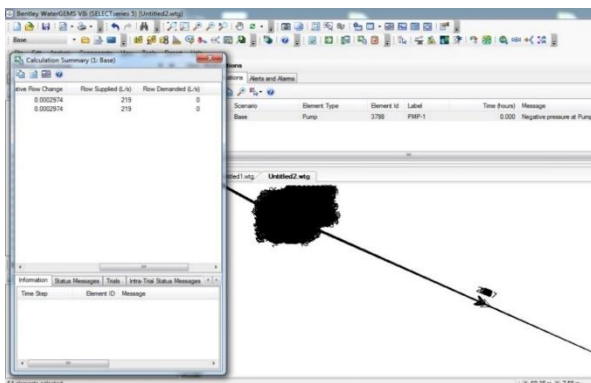 Bentley WaterGEMS V8i (SELECTseries 5) [Untitled2.wtg]
Base
Calculation Summary (1: Base)
ative Flow Change Flow Supplied (L/s) Flow Demanded (L/s)
0.0002974 219 0
0.0002974 219 0
Information Status Messages Trials Intra-Trial Status Messages
Time Step Element ID Message
ations Alerts and Alarms
Scenario Element Type Element Id Label Time (hours) Message
Base Pump 3788 PMP-1 0.000 Negative pressure at Pump
Untitled2.wtg